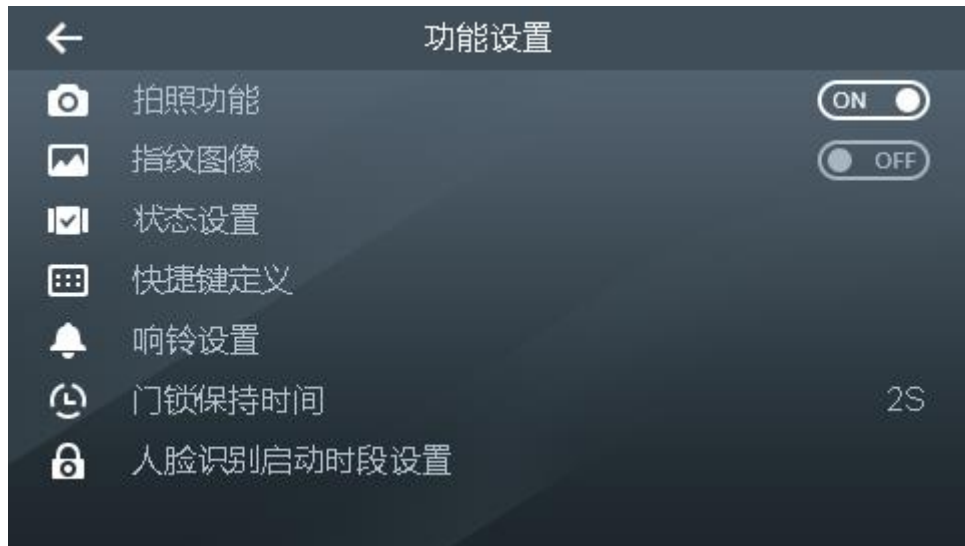 功能设置
拍照功能 ON
指纹图像 OFF
状态设置
快捷键定义
响铃设置
门锁保持时间 2S
人脸识别启动时段设置